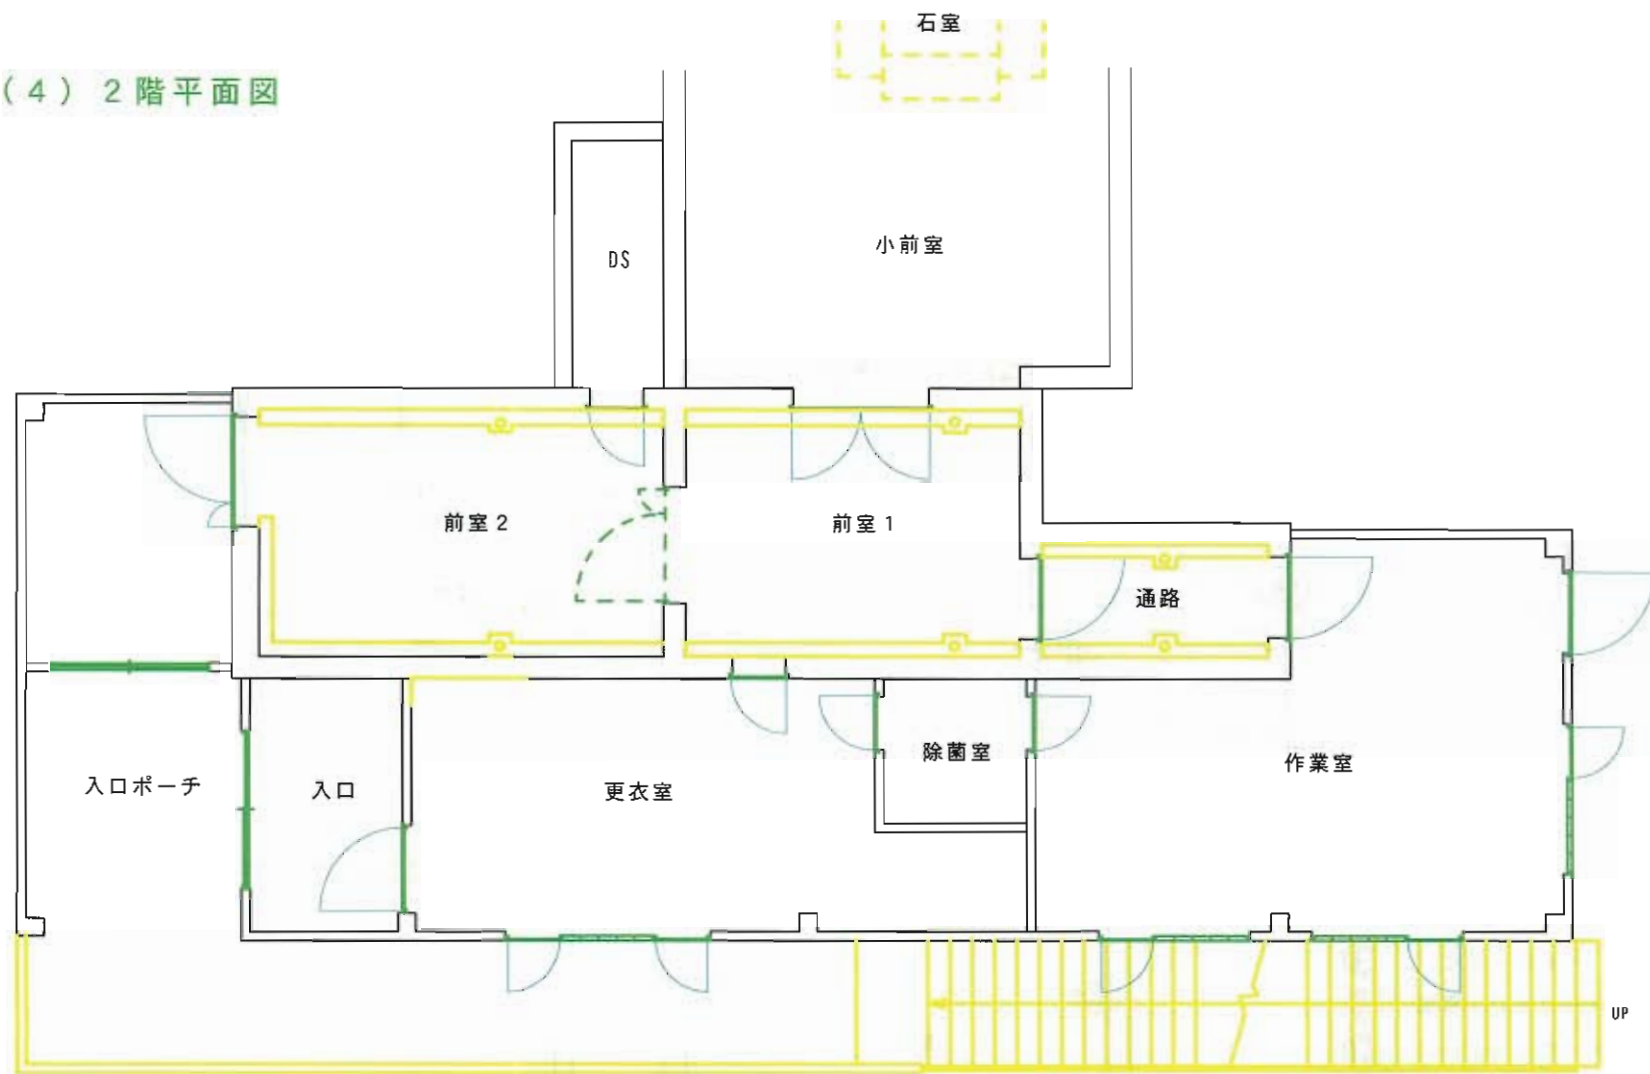 石室
(4) 2階平面図
DS
小前室
前室2
前室1
通路
除菌室
作業室
入口ポーチ
入口
更衣室
UP